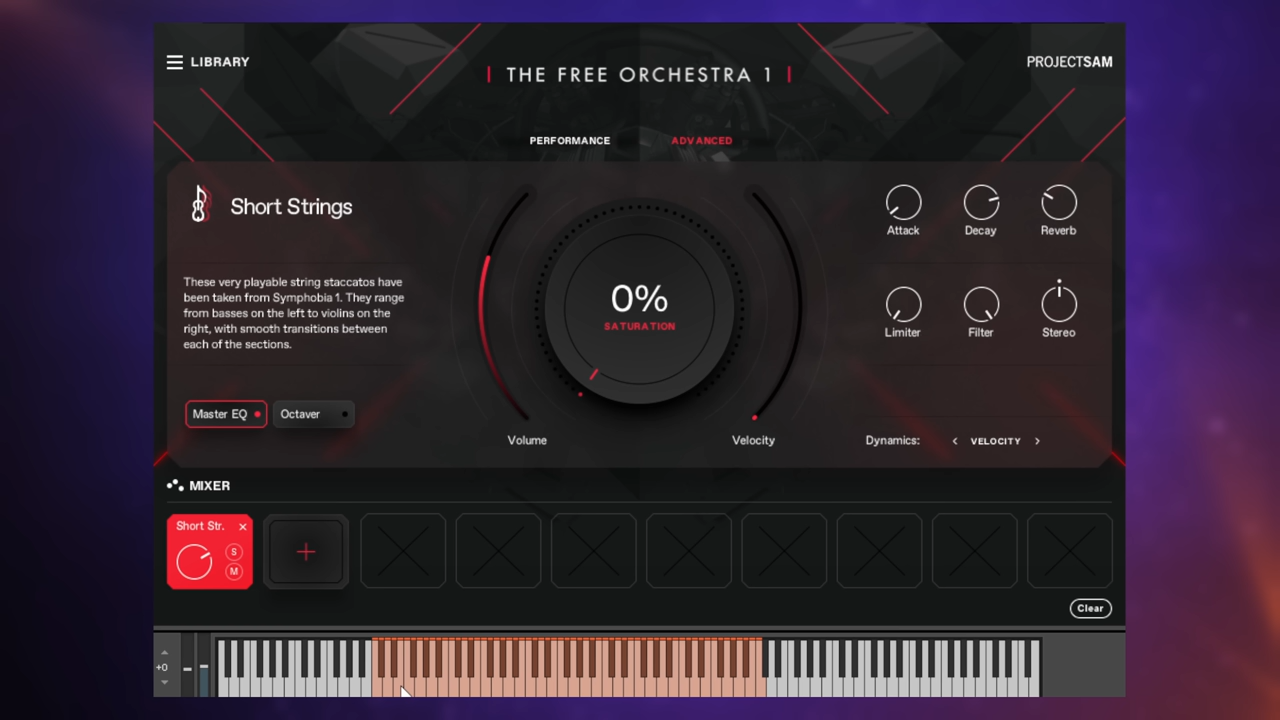 LIBRARY
THE FREE ORCHESTRA 1
PROJECTSAM
PERFORMANCE
ADVANCED
Short Strings
These very playable string staccatos have
been taken from Symphobia 1. They range
from basses on the left to violins on the
right, with smooth transitions between
each of the sections.
Master EQ
Octaver
0%
SATURATION
Volume
Velocity
Attack
Decay
Reverb
Limiter
Filter
Stereo
Dynamics:
< VELOCITY >
MIXER
Short Str. ×
S
M
+
Clear
+0